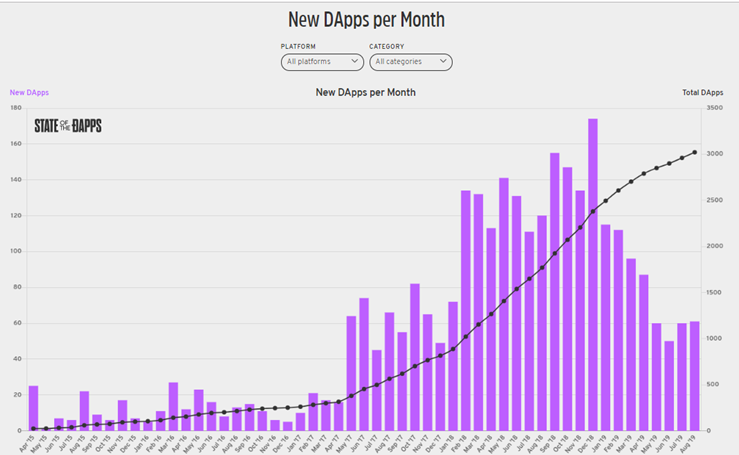 New DApps per Month
PLATFORM CATEGORY
All platforms All categories
New DApps New DApps per Month Total DApps
180 3500
STATE OF THE ĐAPPS
160
3000
140
2500
120
100 2000
80 1500
60
1000
40
500
20
0 0
Apr '15 May '15 Jun '15 Jul '15 Aug '15 Sep '15 Oct '15 Nov '15 Dec '15 Jan '16 Feb '16 Mar '16 Apr '16 May '16 Jun '16 Jul '16 Aug '16 Sep '16 Oct '16 Nov '16 Dec '16 Jan '17 Feb '17 Mar '17 Apr '17 May '17 Jun '17 Jul '17 Aug '17 Sep '17 Oct '17 Nov '17 Dec '17 Jan '18 Feb '18 Mar '18 Apr '18 May '18 Jun '18 Jul '18 Aug '18 Sep '18 Oct '18 Nov '18 Dec '18 Jan '19 Feb '19 Mar '19 Apr '19 May '19 Jun '19 Jul '19 Aug '19